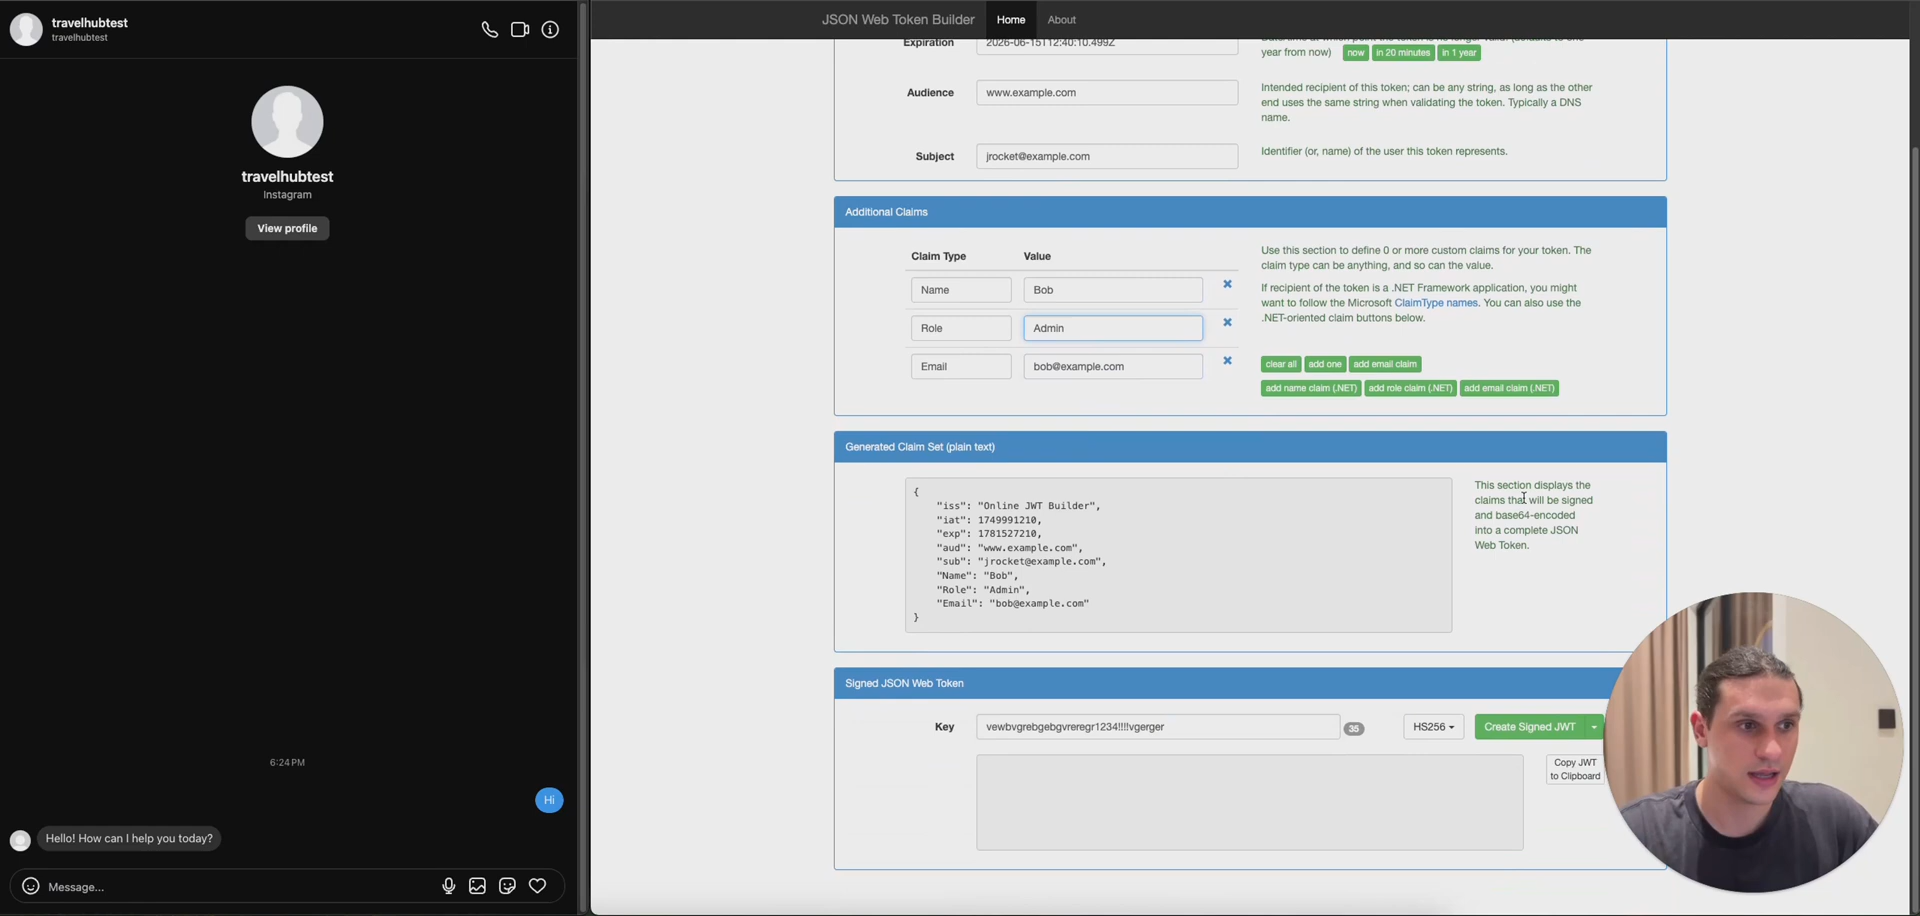 travelhubtest
travelhubtest
travelhubtest
Instagram
View profile
6:24 PM
Hi
Hello! How can I help you today?
Message...
JSON Web Token Builder
Home
About
Expiration
2026-06-15T12:40:10.499Z
year from now)
now
in 20 minutes
in 1 year
Audience
www.example.com
Intended recipient of this token; can be any string, as long as the other
end uses the same string when validating the token. Typically a DNS
name.
Subject
jrocket@example.com
Identifier (or, name) of the user this token represents.
Additional Claims
Claim Type
Value
Name
Bob
Role
Admin
Email
bob@example.com
Use this section to define 0 or more custom claims for your token. The
claim type can be anything, and so can the value.
If recipient of the token is a .NET Framework application, you might
want to follow the Microsoft ClaimType names. You can also use the
.NET-oriented claim buttons below.
clear all
add one
add email claim
add name claim (.NET)
add role claim (.NET)
add email claim (.NET)
Generated Claim Set (plain text)
{
"iss": "Online JWT Builder",
"iat": 1749991210,
"exp": 1781527210,
"aud": "www.example.com",
"sub": "jrocket@example.com",
"Name": "Bob",
"Role": "Admin",
"Email": "bob@example.com"
}
This section displays the
claims that will be signed
and base64-encoded
into a complete JSON
Web Token.
Signed JSON Web Token
Key
vewbvgrebgebgvreregr1234!!!!vgerger
35
HS256
Create Signed JWT
Copy JWT
to Clipboard